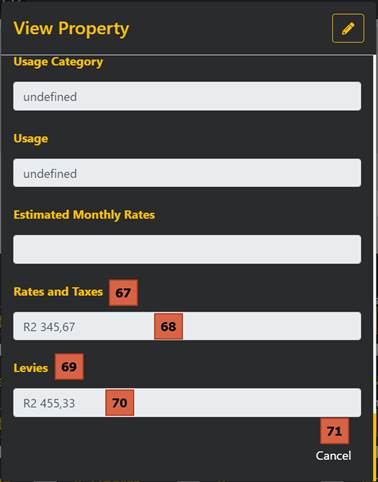 View Property
Usage Category
undefined
Usage
undefined
Estimated Monthly Rates
Rates and Taxes 67
R2 345,67 68
Levies 69
R2 455,33 70
71
Cancel